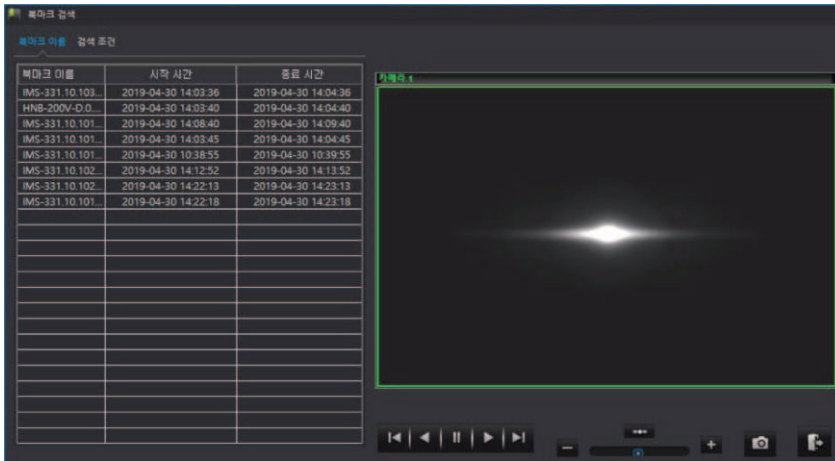 북마크 검색
북마크 이름 검색 조건
북마크 이름 시작 시간 종료 시간
IMS-331.10.103... 2019-04-30 14:03:36 2019-04-30 14:04:36
HNB-200V-D.0... 2019-04-30 14:03:40 2019-04-30 14:04:40
IMS-331.10.101... 2019-04-30 14:08:40 2019-04-30 14:09:40
IMS-331.10.101... 2019-04-30 14:03:45 2019-04-30 14:04:45
IMS-331.10.101... 2019-04-30 10:38:55 2019-04-30 10:39:55
IMS-331.10.102... 2019-04-30 14:12:52 2019-04-30 14:13:52
IMS-331.10.102... 2019-04-30 14:22:13 2019-04-30 14:23:13
IMS-331.10.101... 2019-04-30 14:22:18 2019-04-30 14:23:18
카메라 1